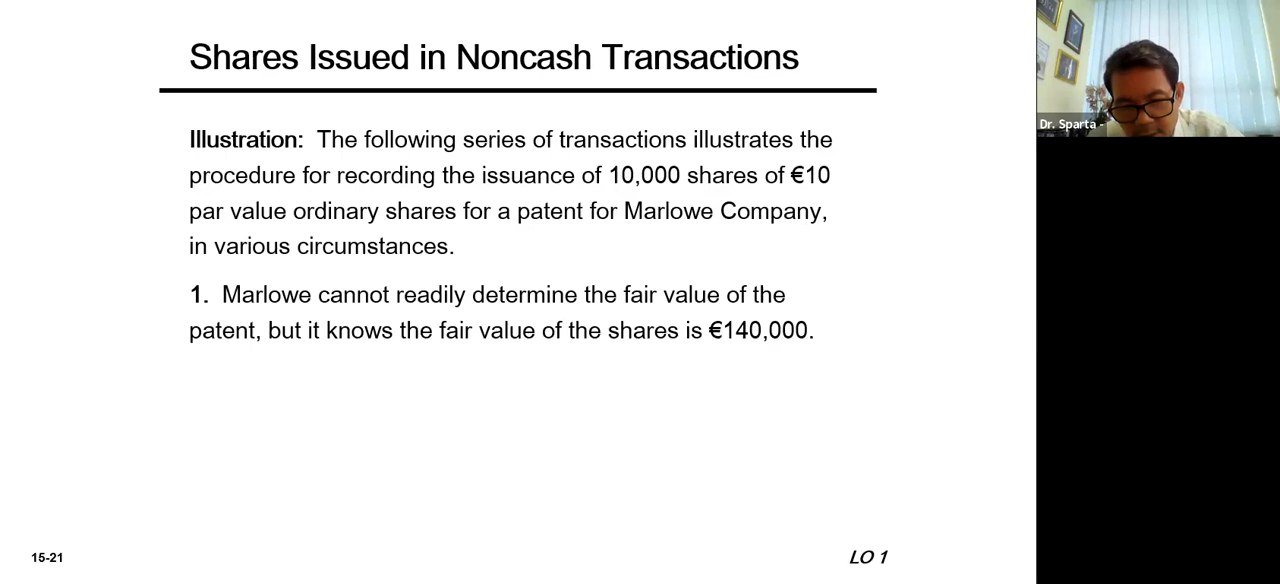 Shares Issued in Noncash Transactions
Illustration: The following series of transactions illustrates the
procedure for recording the issuance of 10,000 shares of €10
par value ordinary shares for a patent for Marlowe Company,
in various circumstances.
1. Marlowe cannot readily determine the fair value of the
patent, but it knows the fair value of the shares is €140,000.
15-21
LO 1
Dr. Sparta -